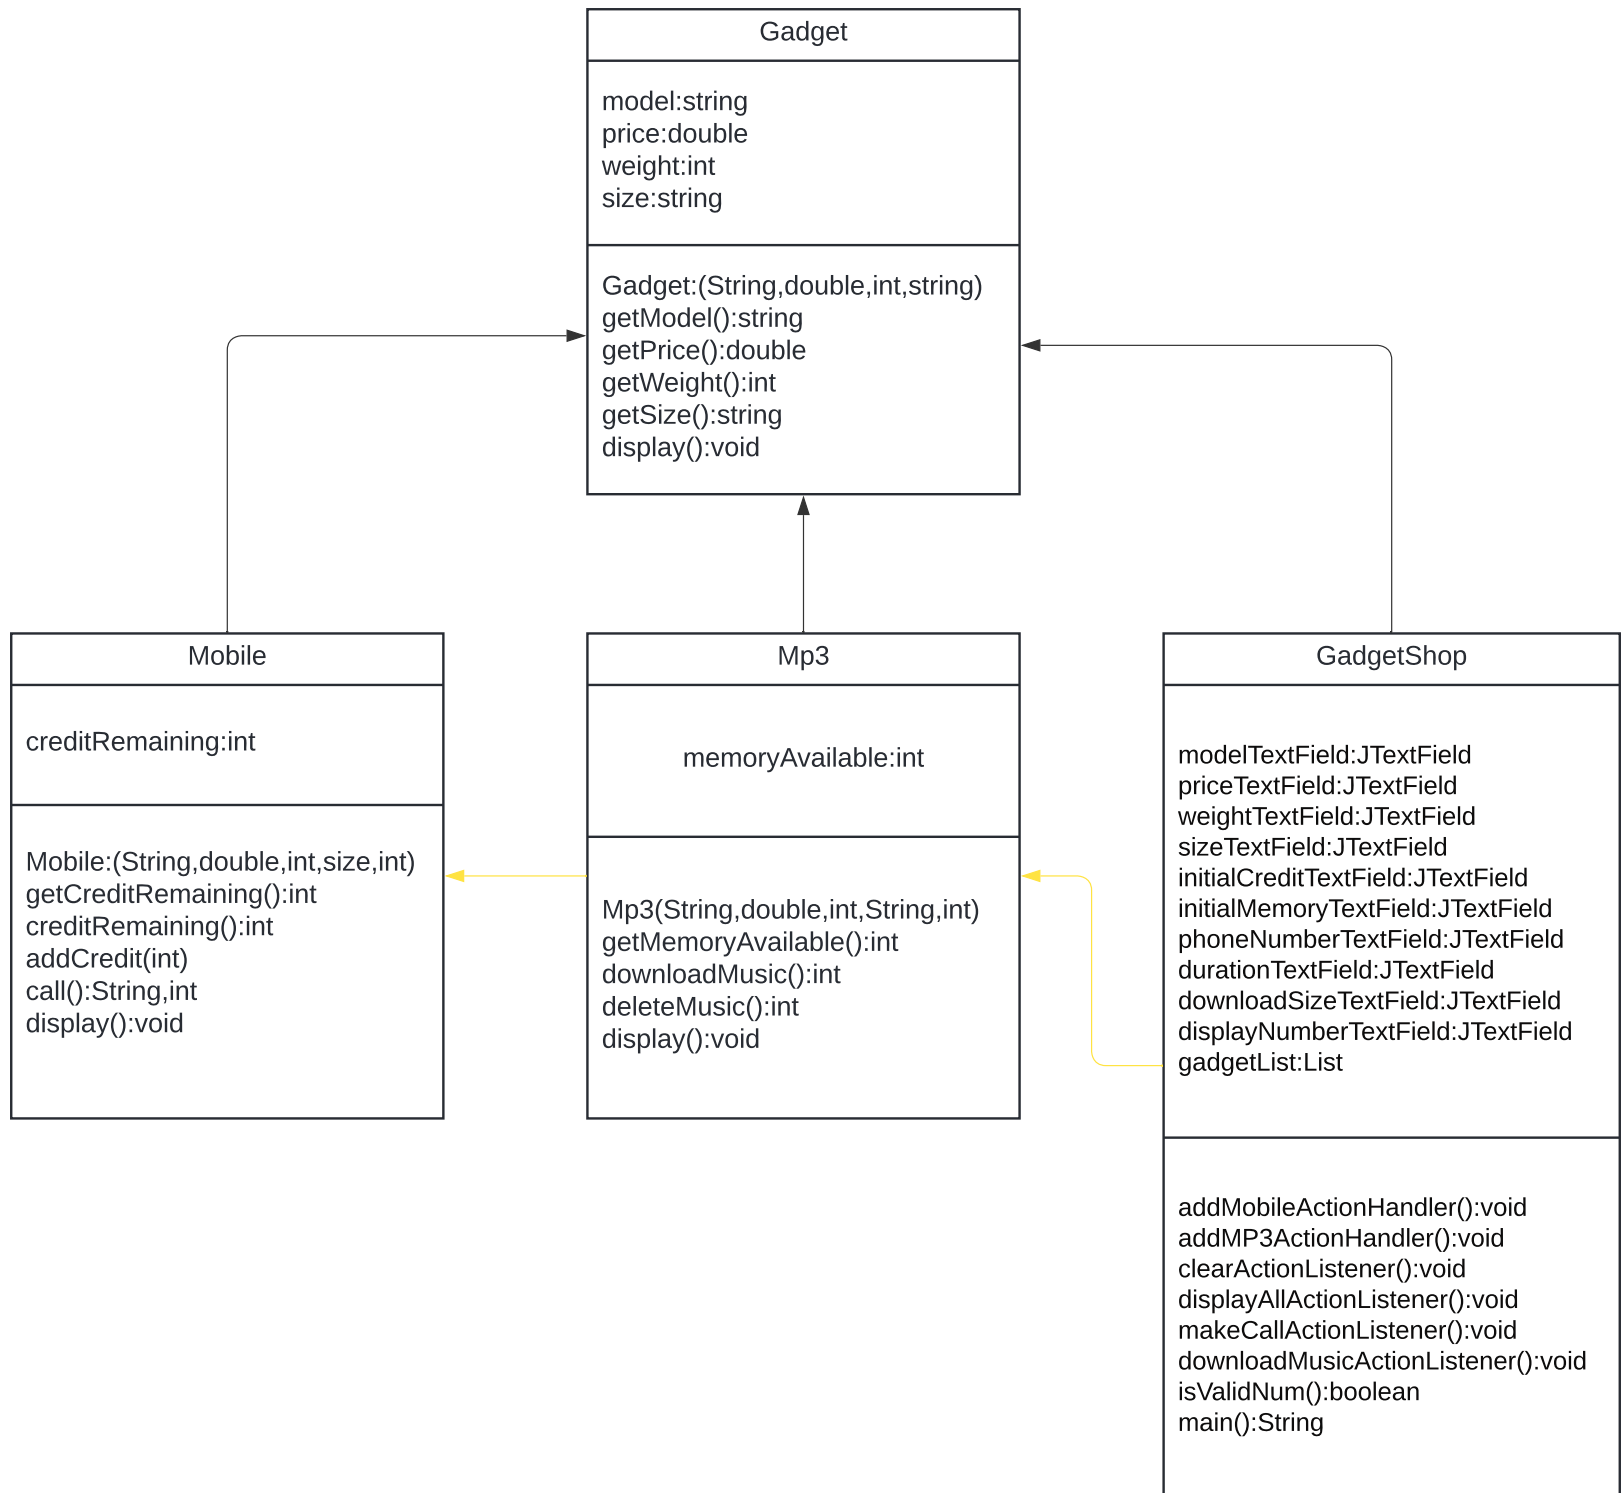 Gadget
model:string
price:double
weight:int
size:string
Gadget:(String,double,int,string)
getModel():string
getPrice():double
getWeight():int
getSize():string
display():void
Mobile
creditRemaining:int
Mobile:(String,double,int,size,int)
getCreditRemaining():int
creditRemaining():int
addCredit(int)
call():String,int
display():void
Mp3
memoryAvailable:int
Mp3(String,double,int,String,int)
getMemoryAvailable():int
downloadMusic():int
deleteMusic():int
display():void
GadgetShop
modelTextField:JTextField
priceTextField:JTextField
weightTextField:JTextField
sizeTextField:JTextField
initialCreditTextField:JTextField
initialMemoryTextField:JTextField
phoneNumberTextField:JTextField
durationTextField:JTextField
downloadSizeTextField:JTextField
displayNumberTextField:JTextField
gadgetList:List
addMobileActionHandler():void
addMP3ActionHandler():void
clearActionListener():void
displayAllActionListener():void
makeCallActionListener():void
downloadMusicActionListener():void
isValidNum():boolean
main():String